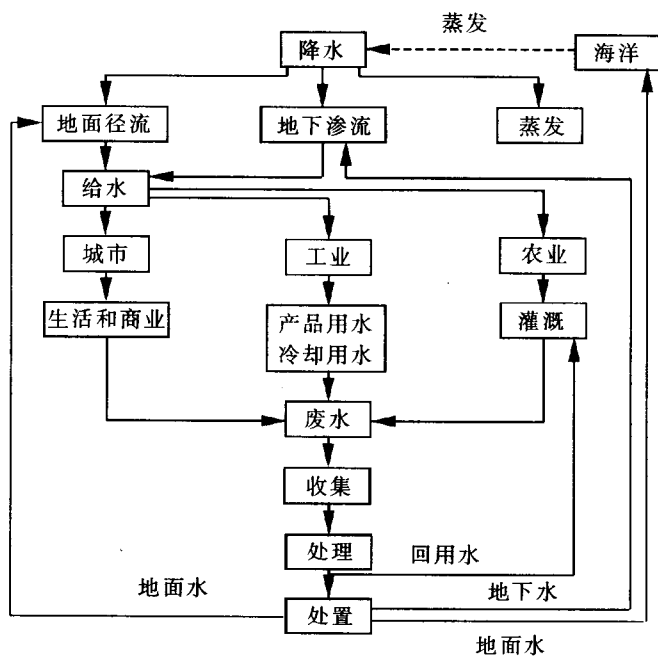 蒸发
降水
海洋
地面径流
地下渗流
蒸发
给水
城市
工业
农业
生活和商业
产品用水
冷却用水
灌溉
废水
收集
处理
回用水
地面水
地下水
处置
地面水